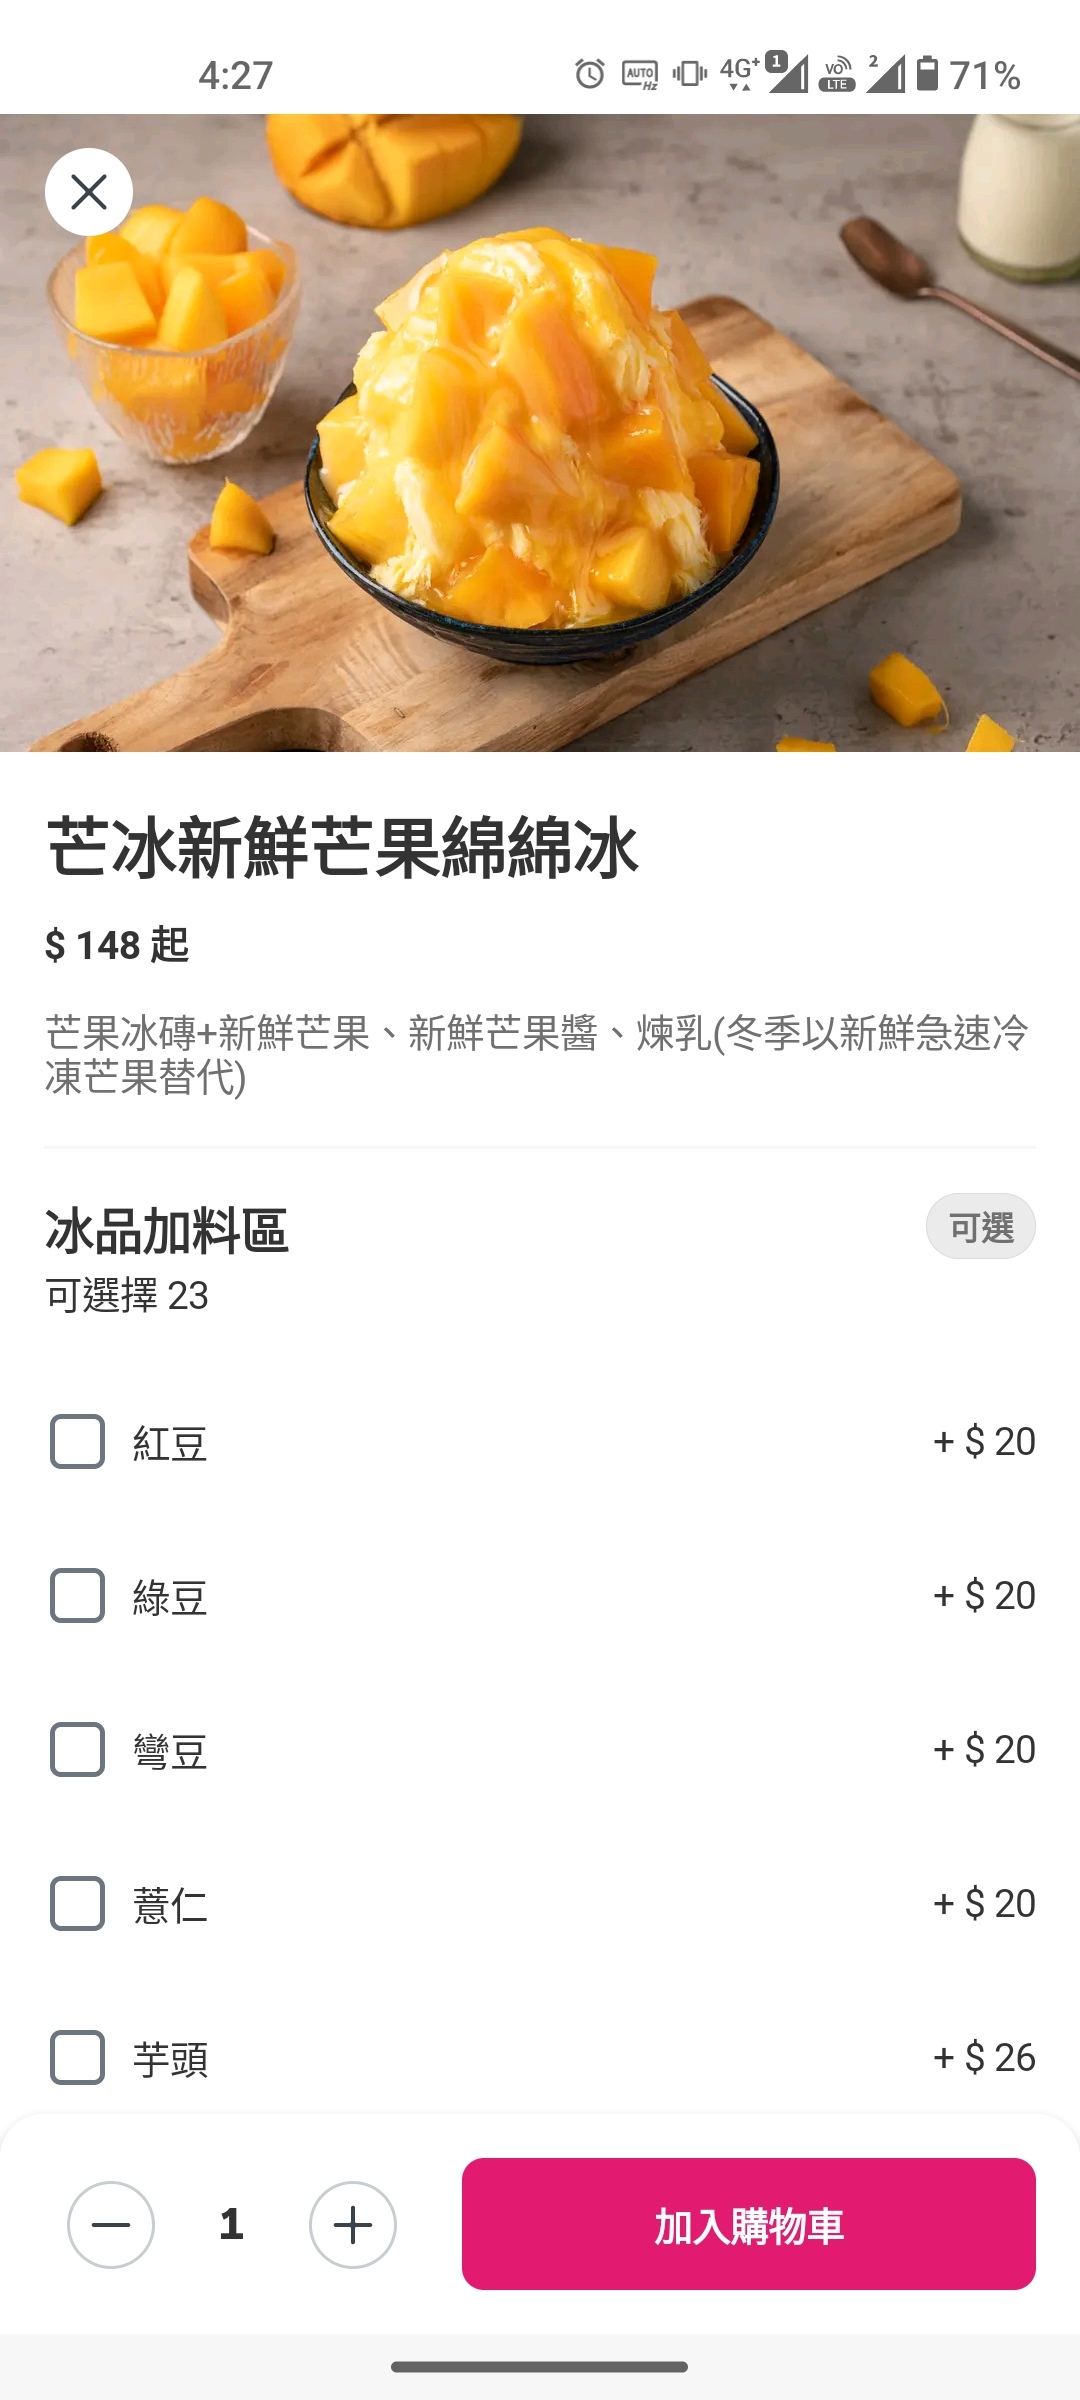 4:27
AUTO Hz 4G+ 1 VO LTE 2 71%
芒冰新鮮芒果綿綿冰
$ 148 起
芒果冰磚+新鮮芒果、新鮮芒果醬、煉乳(冬季以新鮮急速冷
凍芒果替代)
冰品加料區 可選
可選擇 23
紅豆 + $ 20
綠豆 + $ 20
彎豆 + $ 20
薏仁 + $ 20
芋頭 + $ 26
1 加入購物車